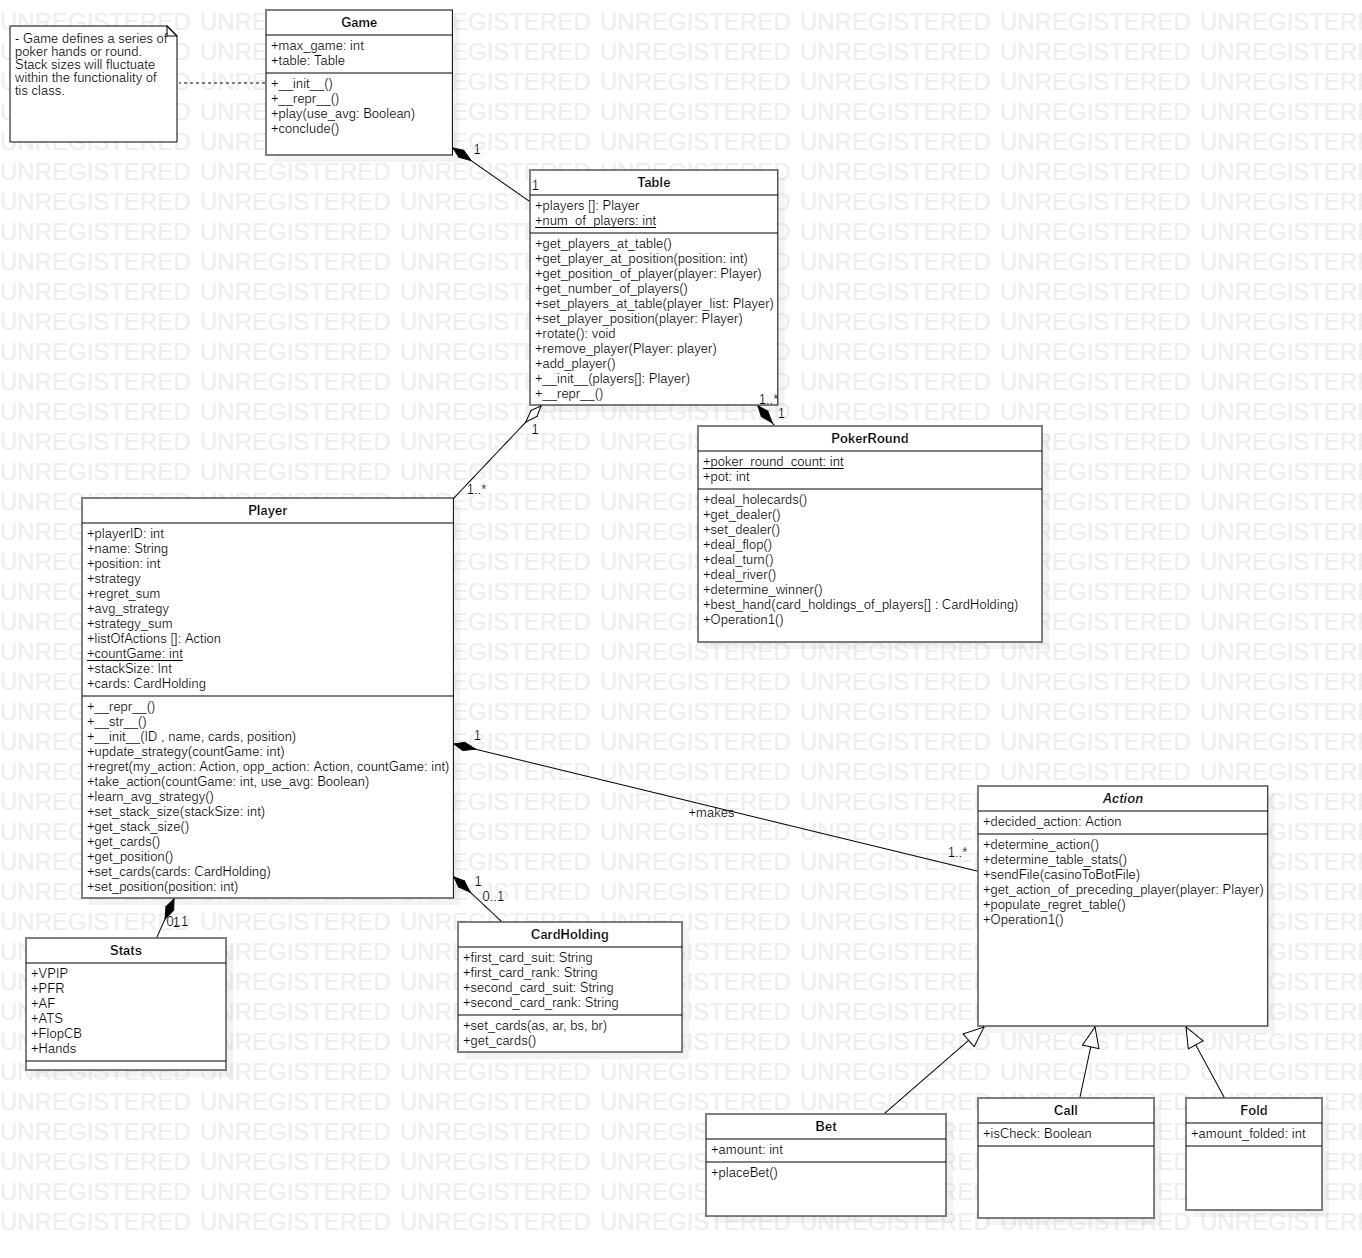 - Game defines a series of
poker hands or round.
Stack sizes will fluctuate
within the functionality of
tis class.
Game
+max_game: int
+table: Table
+__init__()
+__repr__()
+play(use_avg: Boolean)
+conclude()
1
1
Table
+players []: Player
+num_of_players: int
+get_players_at_table()
+get_player_at_position(position: int)
+get_position_of_player(player: Player)
+get_number_of_players()
+set_players_at_table(player_list: Player)
+set_player_position(player: Player)
+rotate(): void
+remove_player(Player: player)
+add_player()
+__init__(players[]: Player)
+__repr__()
1..*
1
1
1..*
PokerRound
+poker_round_count: int
+pot: int
+deal_holecards()
+get_dealer()
+set_dealer()
+deal_flop()
+deal_turn()
+deal_river()
+determine_winner()
+best_hand(card_holdings_of_players[] : CardHolding)
+Operation1()
Player
+playerID: int
+name: String
+position: int
+strategy
+regret_sum
+avg_strategy
+strategy_sum
+listOfActions []: Action
+countGame: int
+stackSize: Int
+cards: CardHolding
+__repr__()
+__str__()
+__init__(ID , name, cards, position)
+update_strategy(countGame: int)
+regret(my_action: Action, opp_action: Action, countGame: int)
+take_action(countGame: int, use_avg: Boolean)
+learn_avg_strategy()
+set_stack_size(stackSize: int)
+get_stack_size()
+get_cards()
+get_position()
+set_cards(cards: CardHolding)
+set_position(position: int)
1
+makes
1..*
1
0..1
0..1
1
Stats
+VPIP
+PFR
+AF
+ATS
+FlopCB
+Hands
CardHolding
+first_card_suit: String
+first_card_rank: String
+second_card_suit: String
+second_card_rank: String
+set_cards(as, ar, bs, br)
+get_cards()
Action
+decided_action: Action
+determine_action()
+determine_table_stats()
+sendFile(casinoToBotFile)
+get_action_of_preceding_player(player: Player)
+populate_regret_table()
+Operation1()
Bet
+amount: int
+placeBet()
Call
+isCheck: Boolean
Fold
+amount_folded: int